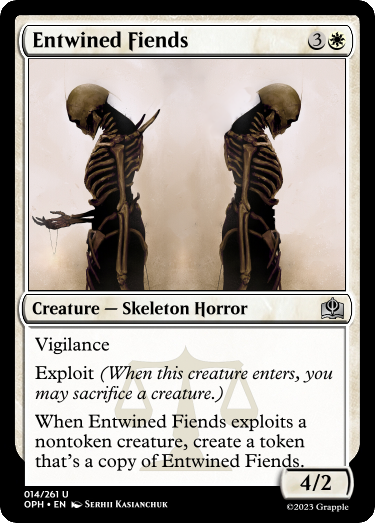 Entwined Fiends 3
Creature — Skeleton Horror
Vigilance
Exploit (When this creature enters, you
may sacrifice a creature.)
When Entwined Fiends exploits a
nontoken creature, create a token
that's a copy of Entwined Fiends.
4/2
014/261 U
OPH • EN Serhii Kasianchuk
©2023 Grapple